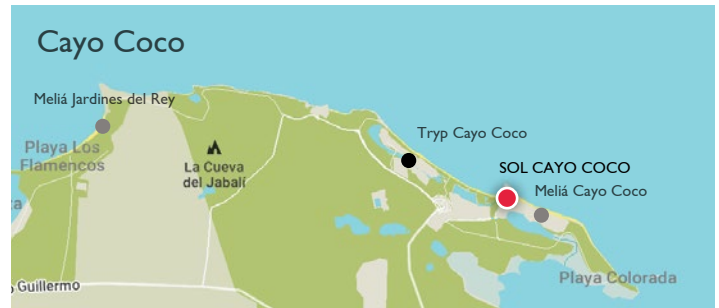 Cayo Coco
Meliá Jardines del Rey
Playa Los
Flamencos
La Cueva
del Jabalí
Tryp Cayo Coco
SOL CAYO COCO
Meliá Cayo Coco
Playa Colorada
Guillermo